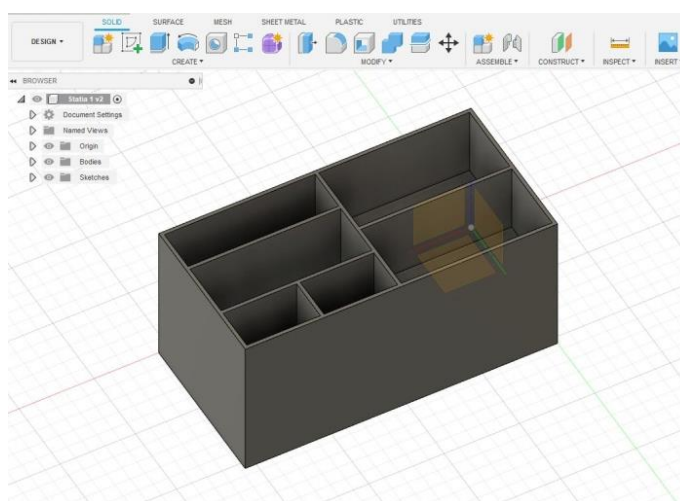 SOLID SURFACE MESH SHEET METAL PLASTIC UTILITIES
DESIGN
CREATE MODIFY ASSEMBLE CONSTRUCT INSPECT INSERT
BROWSER
Statia 1 v2
Document Settings
Named Views
Origin
Bodies
Sketches